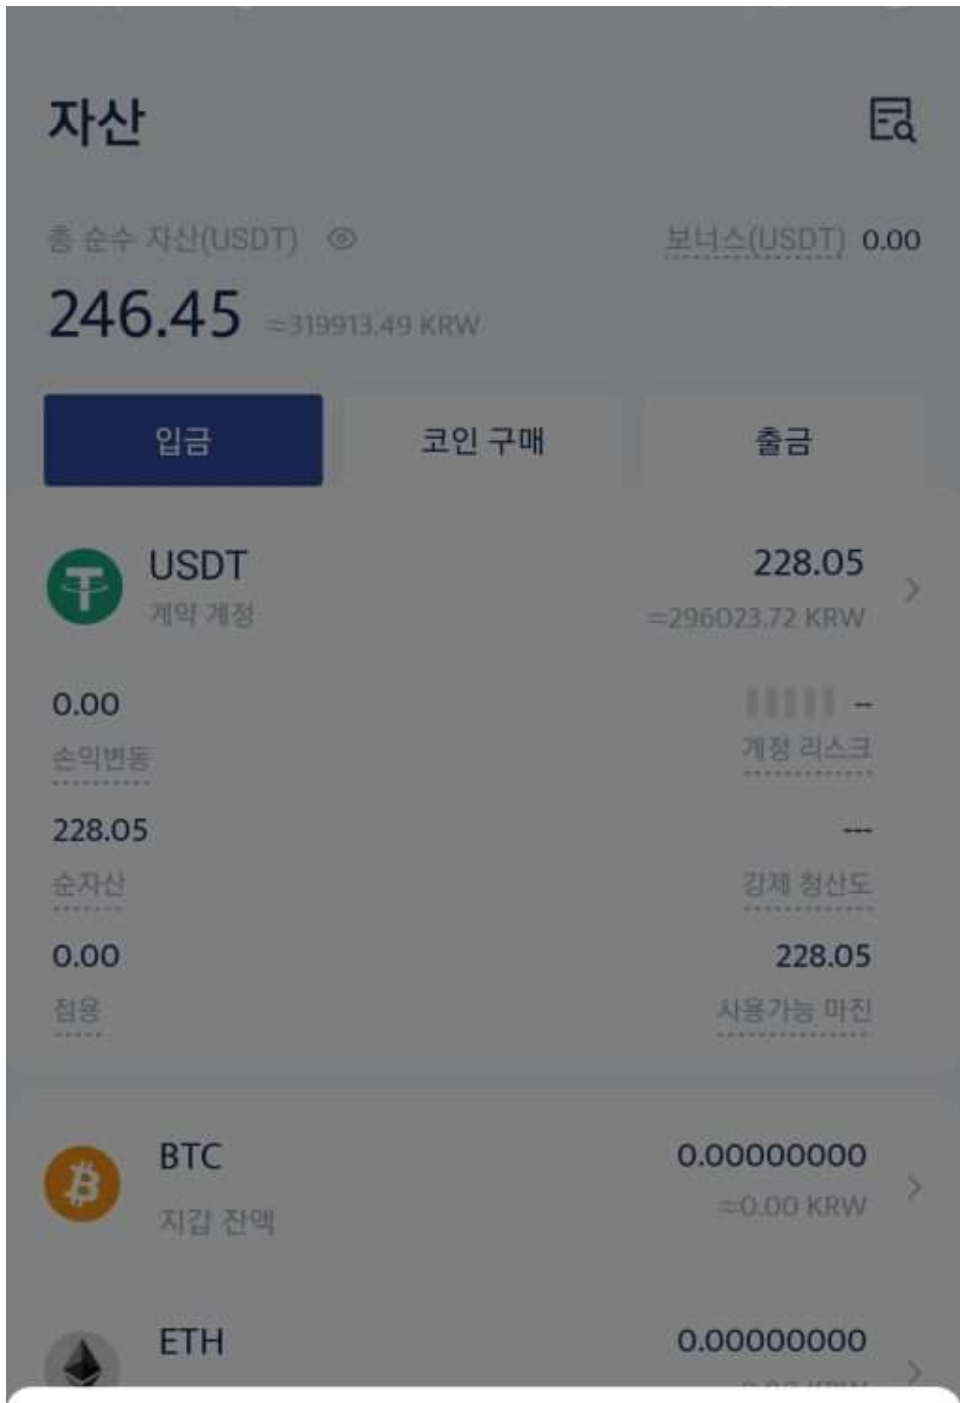 자산
총 순수 자산(USDT) 보너스(USDT) 0.00
246.45 ≈319913.49 KRW
입금 코인 구매 출금
USDT 228.05
계약 계정 ≈296023.72 KRW
0.00 --
손익변동 계정 리스크
228.05 ---
순자산 강제 청산도
0.00 228.05
점용 사용가능 마진
BTC 0.00000000
지갑 잔액 ≈0.00 KRW
ETH 0.00000000